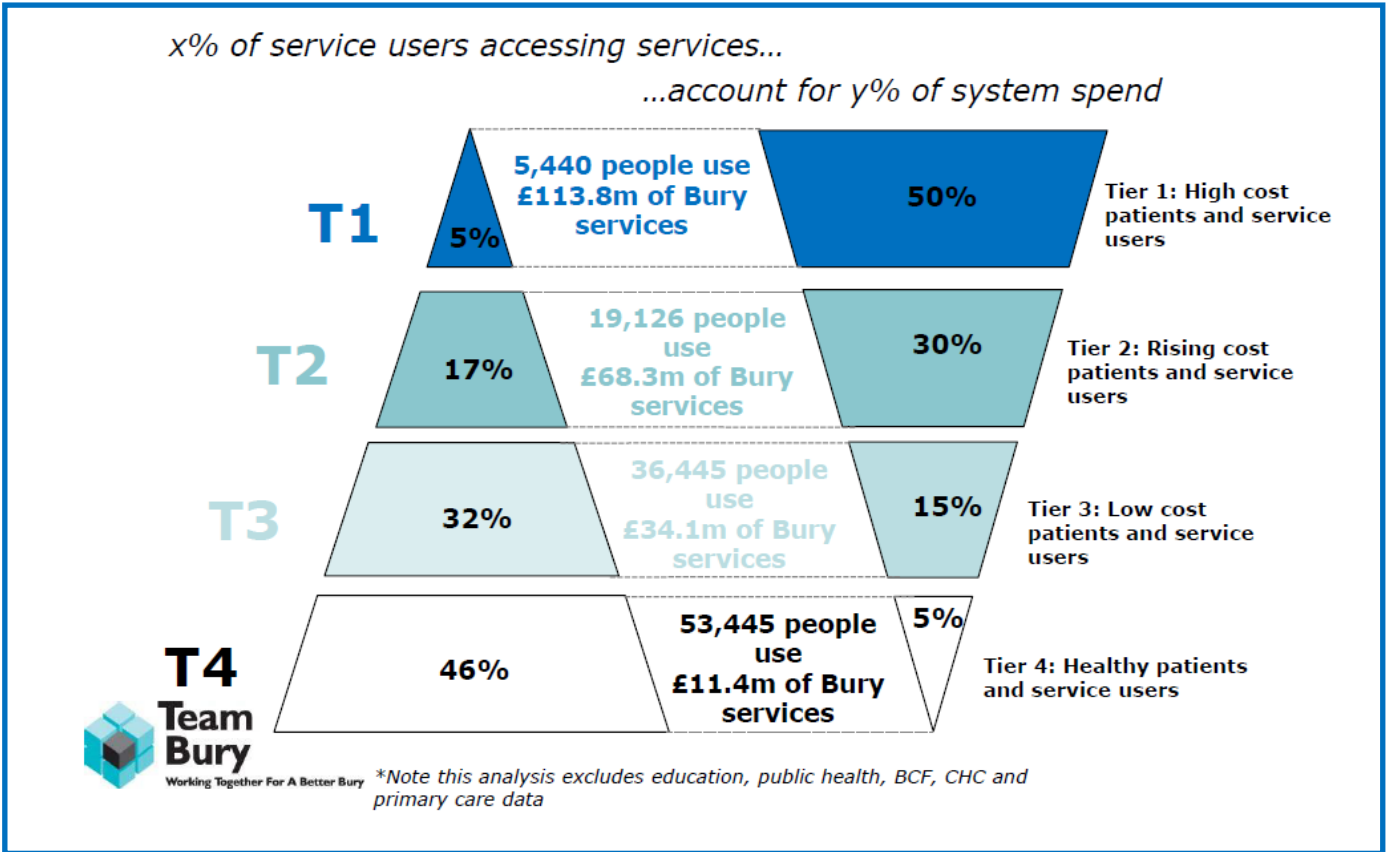 x% of service users accessing services…
…account for y% of system spend
T1
5%
5,440 people use
£113.8m of Bury
services
50%
Tier 1: High cost
patients and service
users
T2
17%
19,126 people
use
£68.3m of Bury
services
30%
Tier 2: Rising cost
patients and service
users
T3
32%
36,445 people
use
£34.1m of Bury
services
15%
Tier 3: Low cost
patients and service
users
T4
46%
53,445 people
use
£11.4m of Bury
services
5%
Tier 4: Healthy patients
and service users
Team
Bury
Working Together For A Better Bury
*Note this analysis excludes education, public health, BCF, CHC and
primary care data